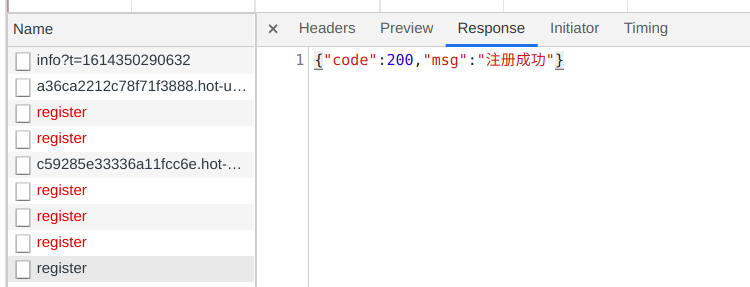 Name
info?t=1614350290632
a36ca2212c78f71f3888.hot-u…
register
register
c59285e33336a11fcc6e.hot-…
register
register
register
register
Headers Preview Response Initiator Timing
1 {"code":200,"msg":"注册成功"}